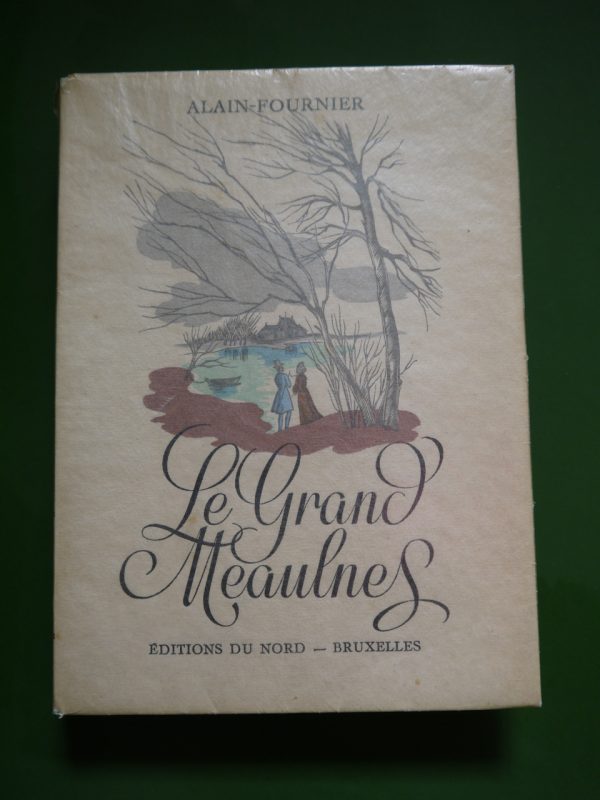 ALAIN-FOURNIER
Le Grand
Meaulnes
ÉDITIONS DU NORD — BRUXELLES